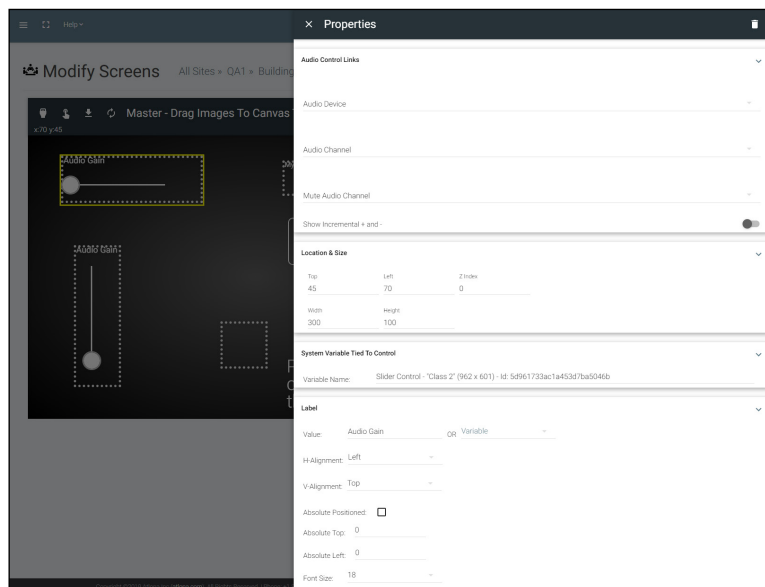 Help
Properties
Modify Screens
All Sites » QA1 » Building
Master - Drag Images To Canvas
x:70 y:45
Audio Gain
Audio Gain
Audio Control Links
Audio Device
Audio Channel
Mute Audio Channel
Show Incremental + and -
Location & Size
Top Left Z Index
45 70 0
Width Height
300 100
System Variable Tied To Control
Variable Name: Slider Control - "Class 2" (962 x 601) - Id: 5d961733ac1a453d7ba5046b
Label
Value: Audio Gain OR Variable
H-Alignment: Left
V-Alignment: Top
Absolute Positioned:
Absolute Top: 0
Absolute Left: 0
Font Size: 18